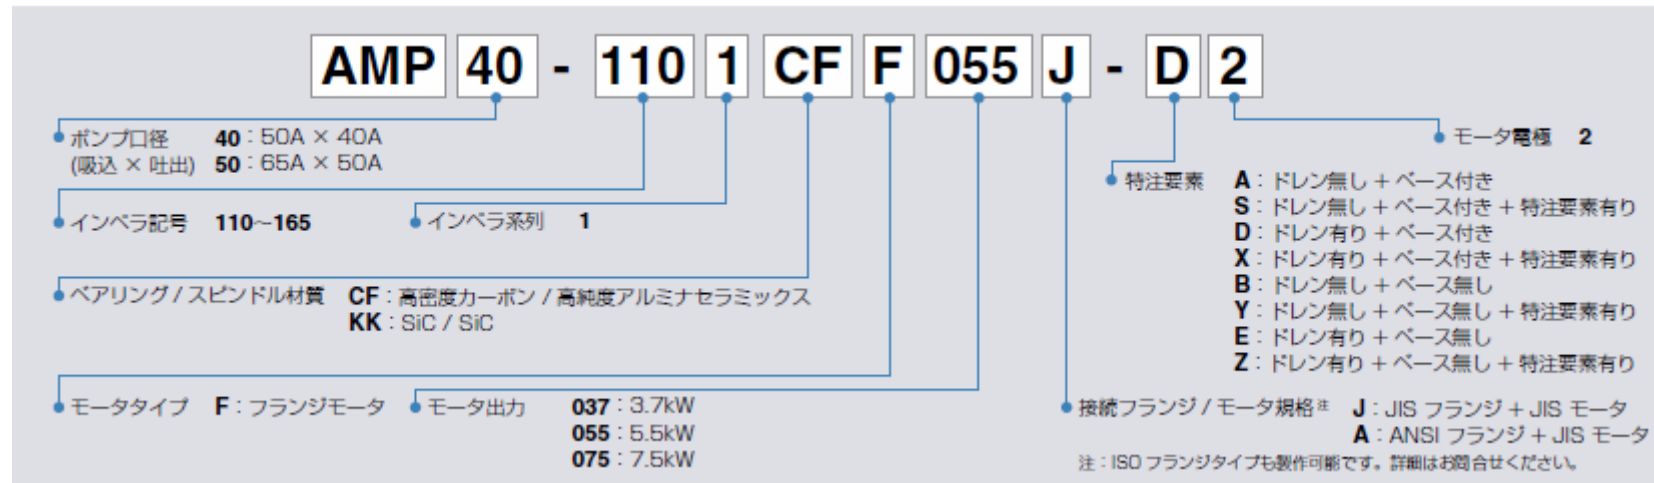 AMP 40 - 110 1 CF F 055 J - D 2
ポンプ口径 40：50A × 40A
(吸込 × 吐出) 50：65A × 50A
モータ電極 2
特注要素 A：ドレン無し + ベース付き
S：ドレン無し + ベース付き + 特注要素有り
D：ドレン有り + ベース付き
X：ドレン有り + ベース付き + 特注要素有り
B：ドレン無し + ベース無し
Y：ドレン無し + ベース無し + 特注要素有り
E：ドレン有り + ベース無し
Z：ドレン有り + ベース無し + 特注要素有り
インペラ記号 110～165
インペラ系列 1
ベアリング / スピンドル材質 CF：高密度カーボン / 高純度アルミナセラミックス
KK：SiC / SiC
モータタイプ F：フランジモータ
モータ出力 037：3.7kW
055：5.5kW
075：7.5kW
接続フランジ / モータ規格注 J：JIS フランジ + JIS モータ
A：ANSI フランジ + JIS モータ
注：ISO フランジタイプも製作可能です。詳細はお問合せください。